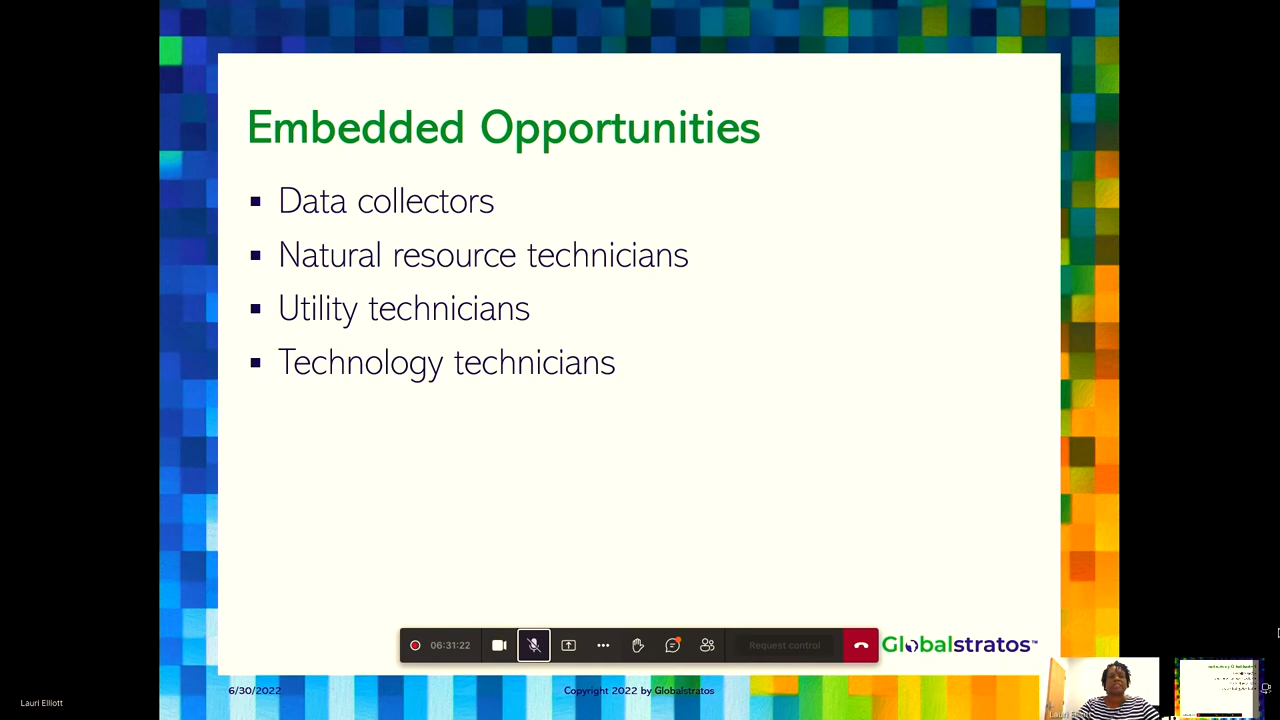 Embedded Opportunities
▪ Data collectors
▪ Natural resource technicians
▪ Utility technicians
▪ Technology technicians
06:31:22
Request control
Globalstratos™
6/30/2022
Copyright 2022 by Globalstratos
Lauri Elliott